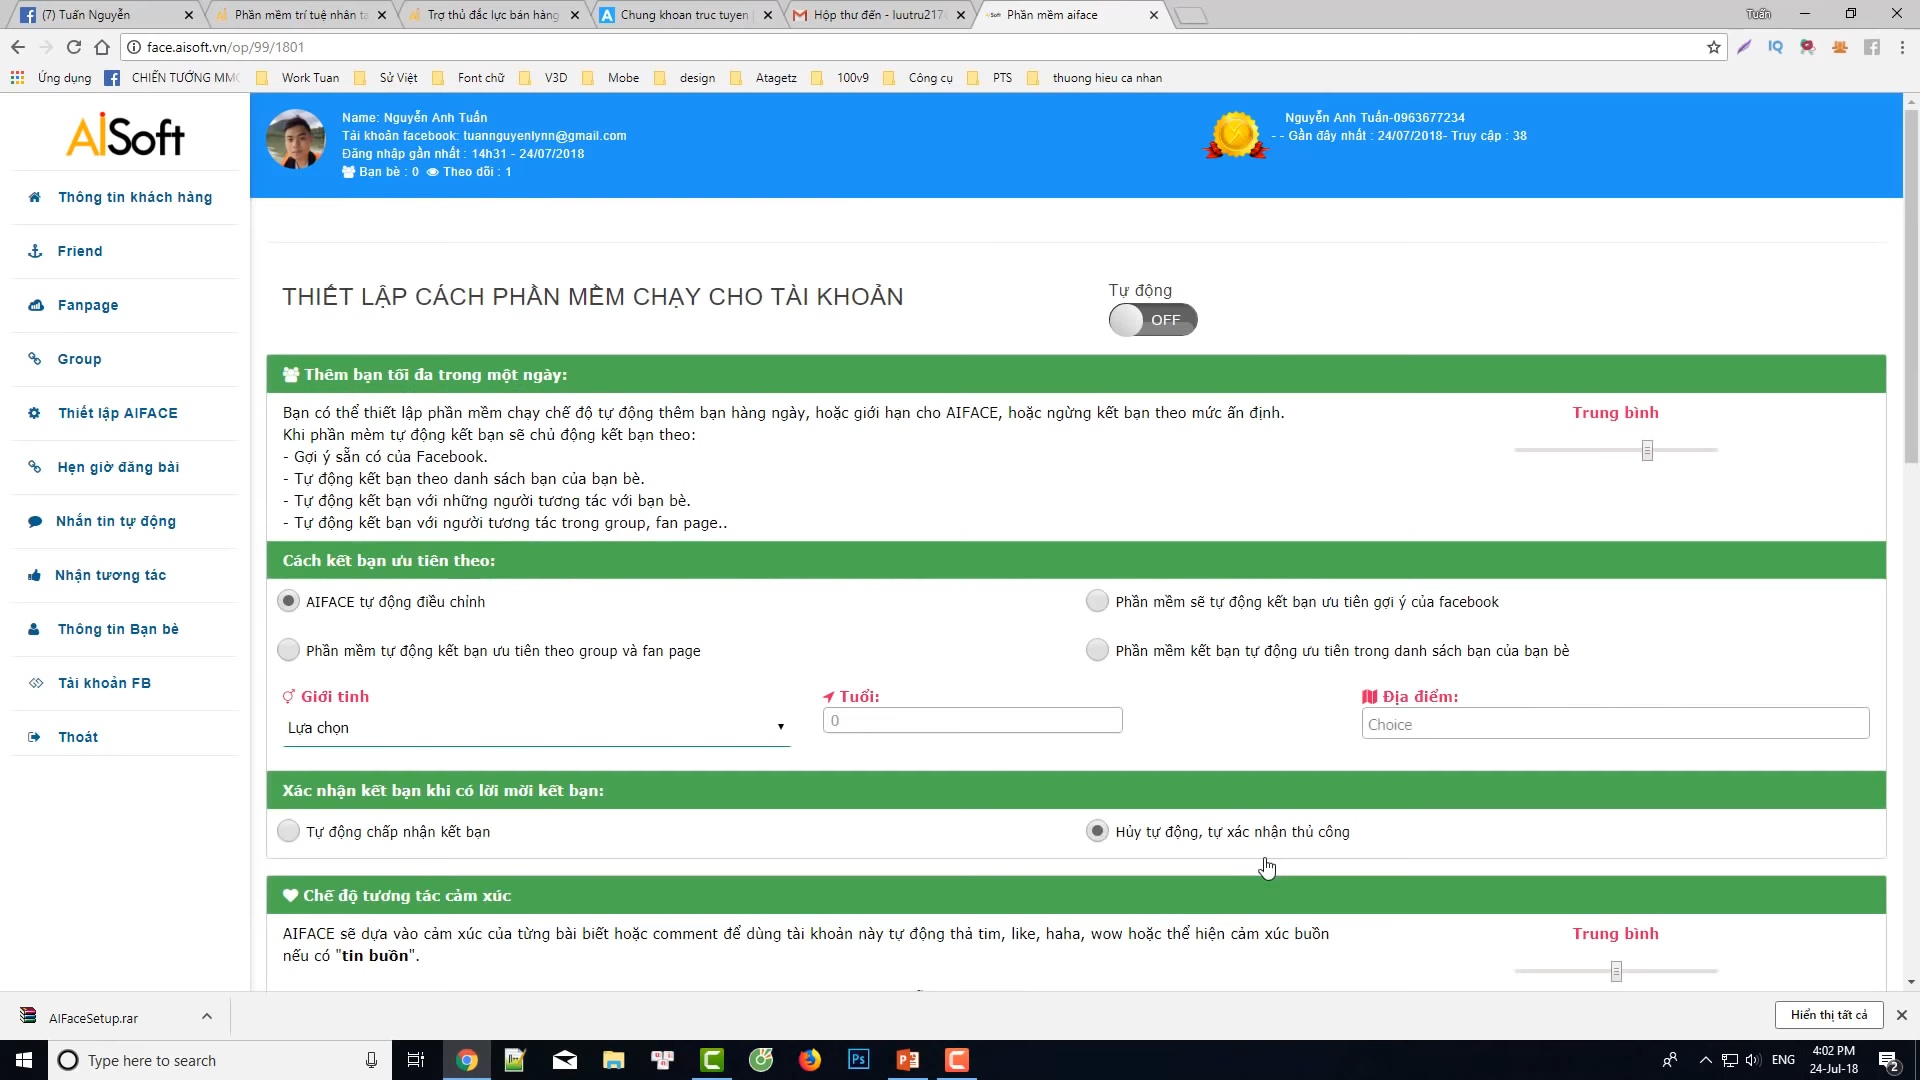 (7) Tuấn Nguyễn
Phần mềm trí tuệ nhân tạ
Trợ thủ đắc lực bán hàng
Chung khoan truc tuyen
Hộp thư đến - luutru217
Phần mềm aiface
Tuấn
face.aisoft.vn/op/99/1801
Ứng dụng
CHIẾN TƯỚNG MMO
Work Tuan
Sử Việt
Font chữ
V3D
Mobe
design
Atagetz
100v9
Công cụ
PTS
thuong hieu ca nhan
AISoft
Thông tin khách hàng
Friend
Fanpage
Group
Thiết lập AIFACE
Hẹn giờ đăng bài
Nhắn tin tự động
Nhận tương tác
Thông tin Bạn bè
Tài khoản FB
Thoát
Name: Nguyễn Anh Tuấn
Tài khoản facebook: tuannguyenlynn@gmail.com
Đăng nhập gần nhất : 14h31 - 24/07/2018
Bạn bè : 0 Theo dõi : 1
Nguyễn Anh Tuấn-0963677234
- - Gần đây nhất : 24/07/2018- Truy cập : 38
THIẾT LẬP CÁCH PHẦN MỀM CHẠY CHO TÀI KHOẢN
Tự động
OFF
Thêm bạn tối đa trong một ngày:
Bạn có thể thiết lập phần mềm chạy chế độ tự động thêm bạn hàng ngày, hoặc giới hạn cho AIFACE, hoặc ngừng kết bạn theo mức ấn định.
Khi phần mèm tự động kết bạn sẽ chủ động kết bạn theo:
- Gợi ý sẵn có của Facebook.
- Tự động kết bạn theo danh sách bạn của bạn bè.
- Tự động kết bạn với những người tương tác với bạn bè.
- Tự động kết bạn với người tương tác trong group, fan page..
Trung bình
Cách kết bạn ưu tiên theo:
AIFACE tự động điều chỉnh
Phần mềm sẽ tự động kết bạn ưu tiên gợi ý của facebook
Phần mềm tự động kết bạn ưu tiên theo group và fan page
Phần mềm kết bạn tự động ưu tiên trong danh sách bạn của bạn bè
Giới tính
Lựa chọn
Tuổi:
0
Địa điểm:
Choice
Xác nhận kết bạn khi có lời mời kết bạn:
Tự động chấp nhận kết bạn
Hủy tự động, tự xác nhận thủ công
Chế độ tương tác cảm xúc
AIFACE sẽ dựa vào cảm xúc của từng bài biết hoặc comment để dùng tài khoản này tự động thả tim, like, haha, wow hoặc thể hiện cảm xúc buồn
nếu có "tin buồn".
Trung bình
AIFaceSetup.rar
Hiển thị tất cả
Type here to search
ENG
4:02 PM
24-Jul-18
2